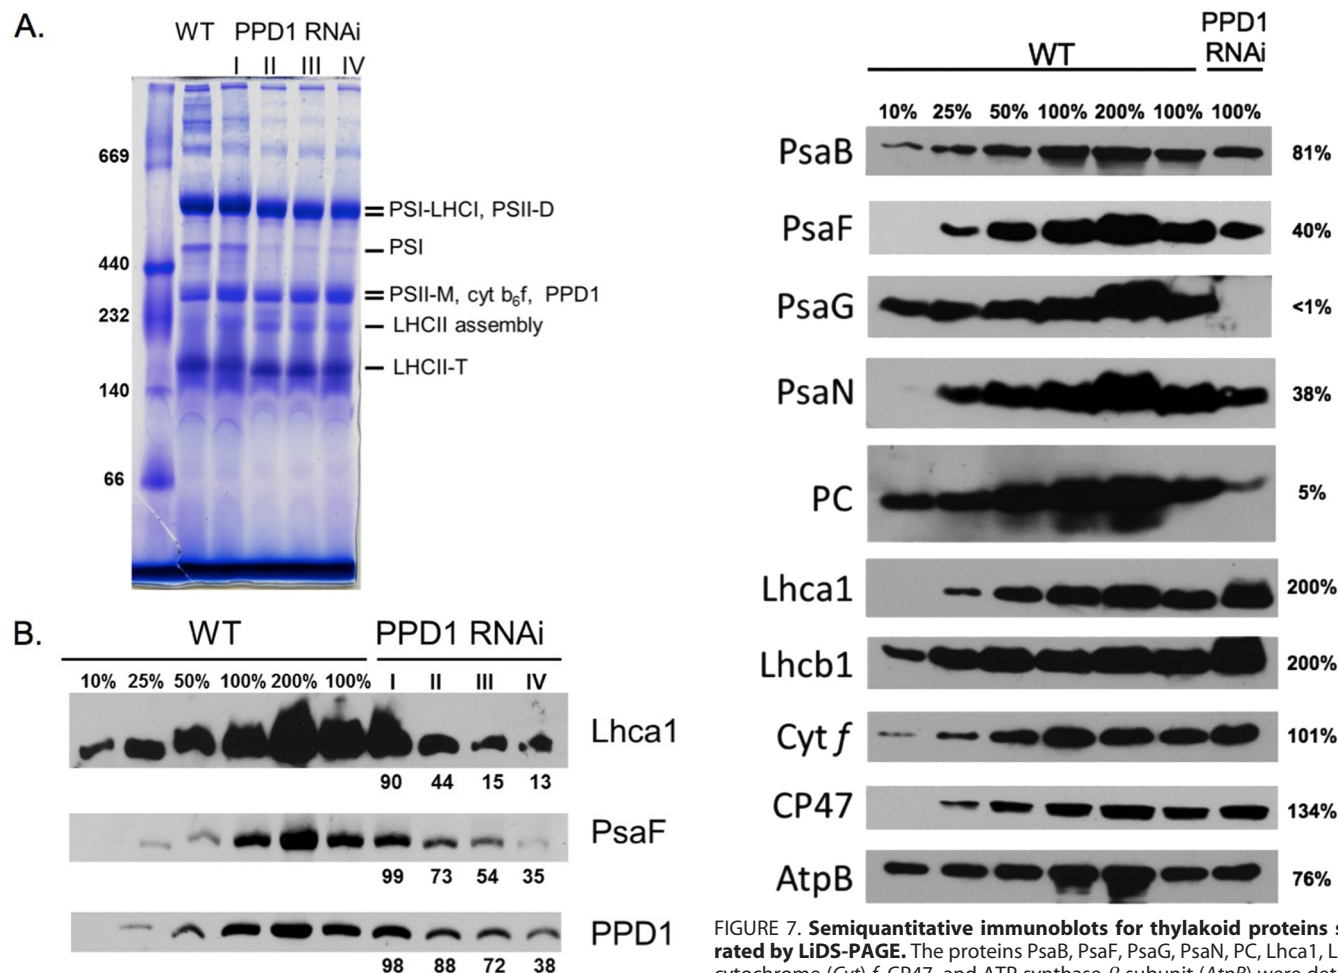 A.
WT PPD1 RNAi
I II III IV
669
440
232
140
66
PSI-LHCI, PSII-D
PSI
PSII-M, cyt b6f, PPD1
LHCII assembly
LHCII-T
B.
WT PPD1 RNAi
10% 25% 50% 100% 200% 100% I II III IV
Lhca1
90 44 15 13
PsaF
99 73 54 35
PPD1
98 88 72 38
PPD1
WT RNAi
10% 25% 50% 100% 200% 100% 100%
PsaB 81%
PsaF 40%
PsaG <1%
PsaN 38%
PC 5%
Lhca1 200%
Lhcb1 200%
Cyt f 101%
CP47 134%
AtpB 76%
FIGURE 7. Semiquantitative immunoblots for thylakoid proteins
rated by LiDS-PAGE. The proteins PsaB, PsaF, PsaG, PsaN, PC, Lhca1,